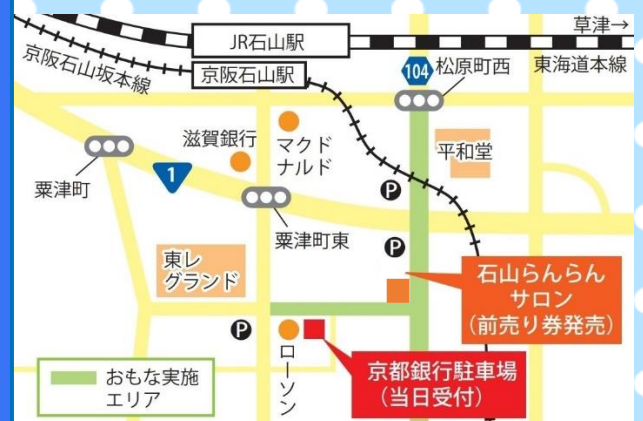 草津→
JR石山駅
京阪石山駅
東海道本線
京阪石山坂本線
104
松原町西
滋賀銀行
マクド
ナルド
平和堂
粟津町
1
P
粟津町東
P
東レ
グランド
石山らんらん
サロン
(前売り券発売)
P
ローソン
京都銀行駐車場
(当日受付)
おもな実施
エリア